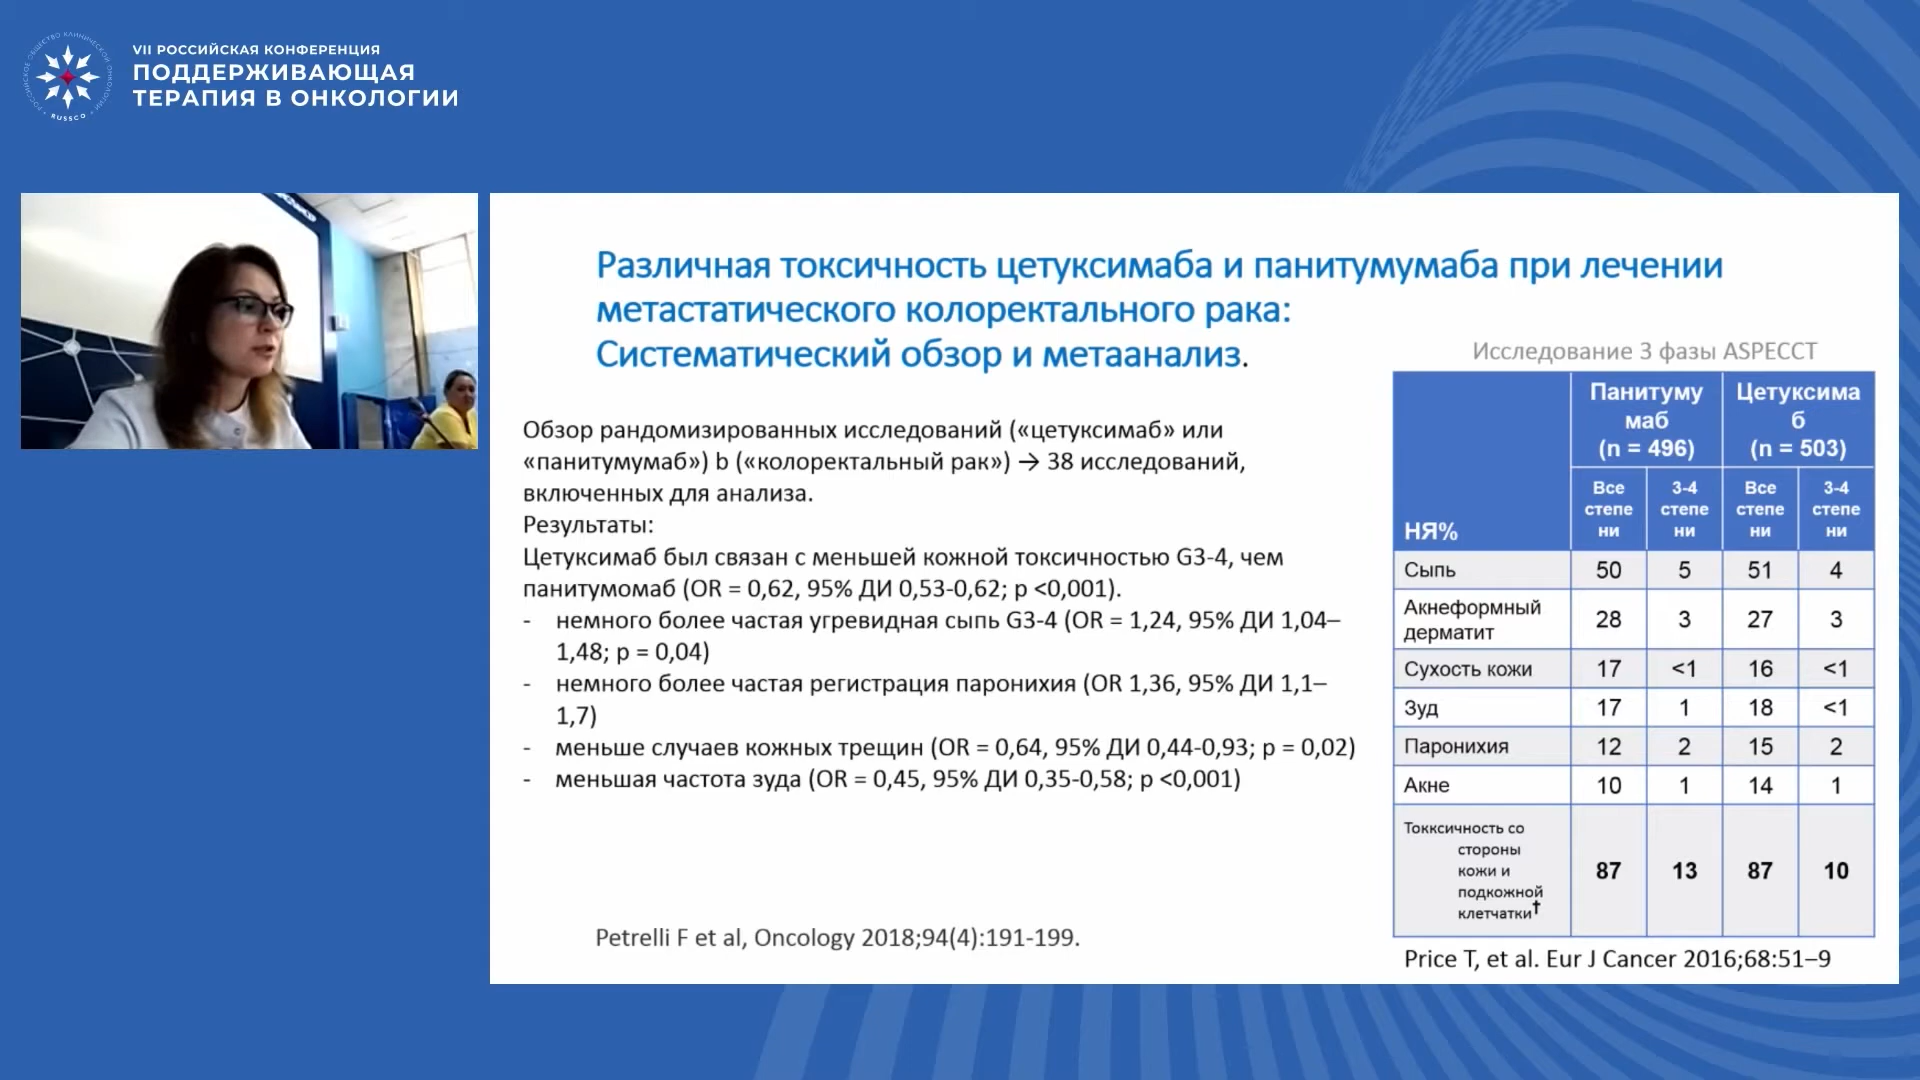 VII РОССИЙСКАЯ КОНФЕРЕНЦИЯ
ПОДДЕРЖИВАЮЩАЯ
ТЕРАПИЯ В ОНКОЛОГИИ
РОССИЙСКОЕ ОБЩЕСТВО КЛИНИЧЕСКОЙ ОНКОЛОГИИ
RUSSCO
Различная токсичность цетуксимаба и панитумумаба при лечении
метастатического колоректального рака:
Систематический обзор и метаанализ.
Обзор рандомизированных исследований («цетуксимаб» или
«панитумумаб») b («колоректальный рак») → 38 исследований,
включенных для анализа.
Результаты:
Цетуксимаб был связан с меньшей кожной токсичностью G3-4, чем
панитумомаб (OR = 0,62, 95% ДИ 0,53-0,62; p <0,001).
- немного более частая угревидная сыпь G3-4 (OR = 1,24, 95% ДИ 1,04–
1,48; p = 0,04)
- немного более частая регистрация паронихия (OR 1,36, 95% ДИ 1,1–
1,7)
- меньше случаев кожных трещин (OR = 0,64, 95% ДИ 0,44-0,93; p = 0,02)
- меньшая частота зуда (OR = 0,45, 95% ДИ 0,35-0,58; p <0,001)
Petrelli F et al, Oncology 2018;94(4):191-199.
Исследование 3 фазы ASPECCT
Панитуму
маб
(n = 496)
Цетуксима
б
(n = 503)
НЯ%
Все
степе
ни
3-4
степе
ни
Все
степе
ни
3-4
степе
ни
Сыпь 50 5 51 4
Акнеформный
дерматит 28 3 27 3
Сухость кожи 17 <1 16 <1
Зуд 17 1 18 <1
Паронихия 12 2 15 2
Акне 10 1 14 1
Токксичность со
стороны
кожи и
подкожной
клетчатки† 87 13 87 10
Price T, et al. Eur J Cancer 2016;68:51–9